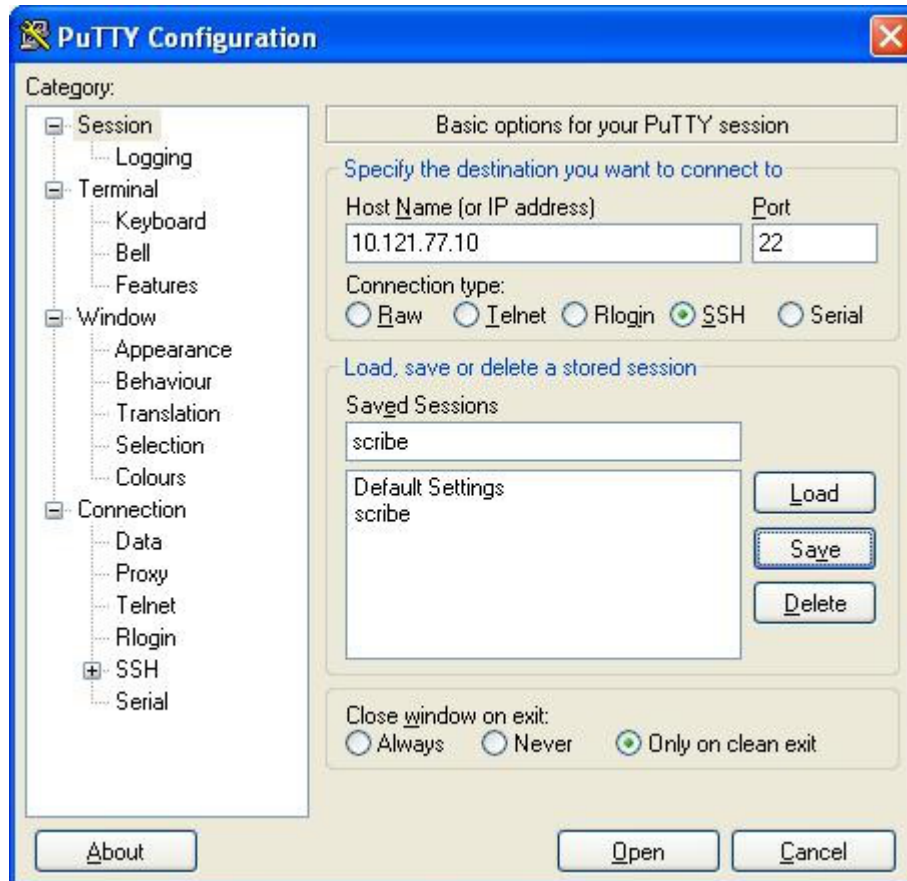 PuTTY Configuration
Category:
Session
Logging
Terminal
Keyboard
Bell
Features
Window
Appearance
Behaviour
Translation
Selection
Colours
Connection
Data
Proxy
Telnet
Rlogin
SSH
Serial
Basic options for your PuTTY session
Specify the destination you want to connect to
Host Name (or IP address) Port
10.121.77.10 22
Connection type:
Raw Telnet Rlogin SSH Serial
Load, save or delete a stored session
Saved Sessions
scribe
Default Settings
scribe
Load
Save
Delete
Close window on exit:
Always Never Only on clean exit
About Open Cancel